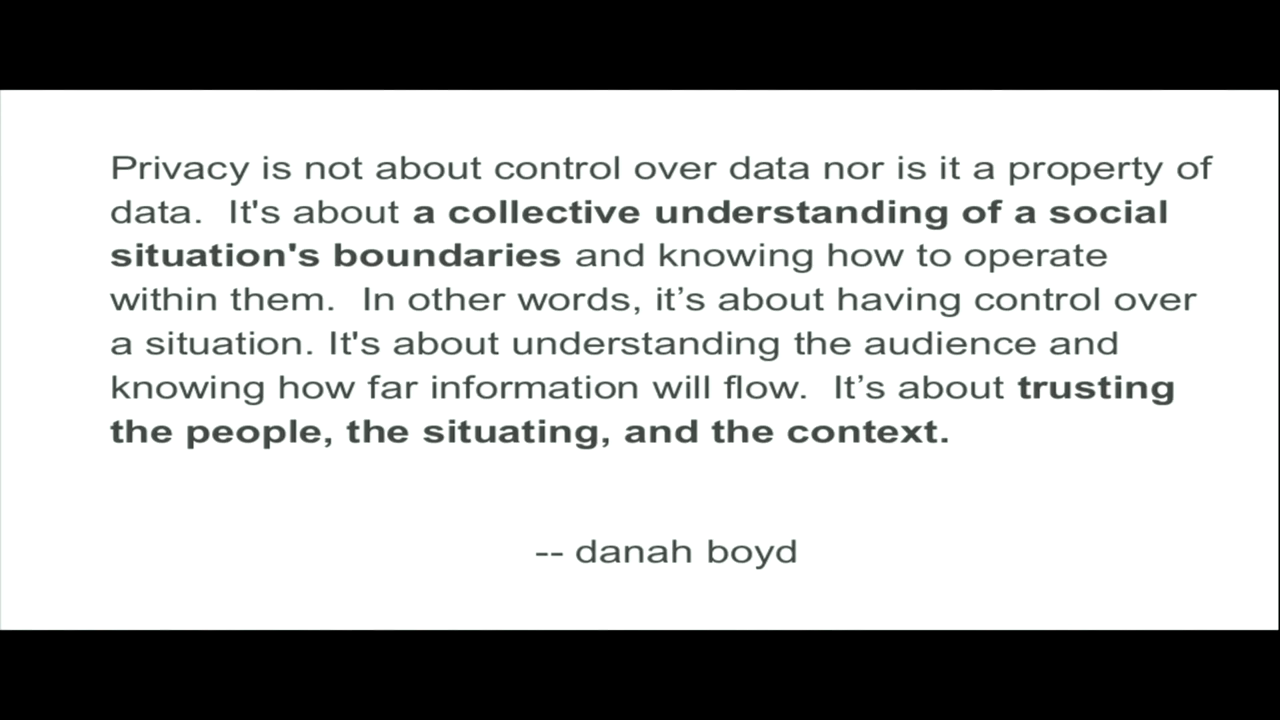 Privacy is not about control over data nor is it a property of
data.  It's about a collective understanding of a social
situation's boundaries and knowing how to operate
within them.  In other words, it’s about having control over
a situation. It's about understanding the audience and
knowing how far information will flow.  It’s about trusting
the people, the situating, and the context.
-- danah boyd